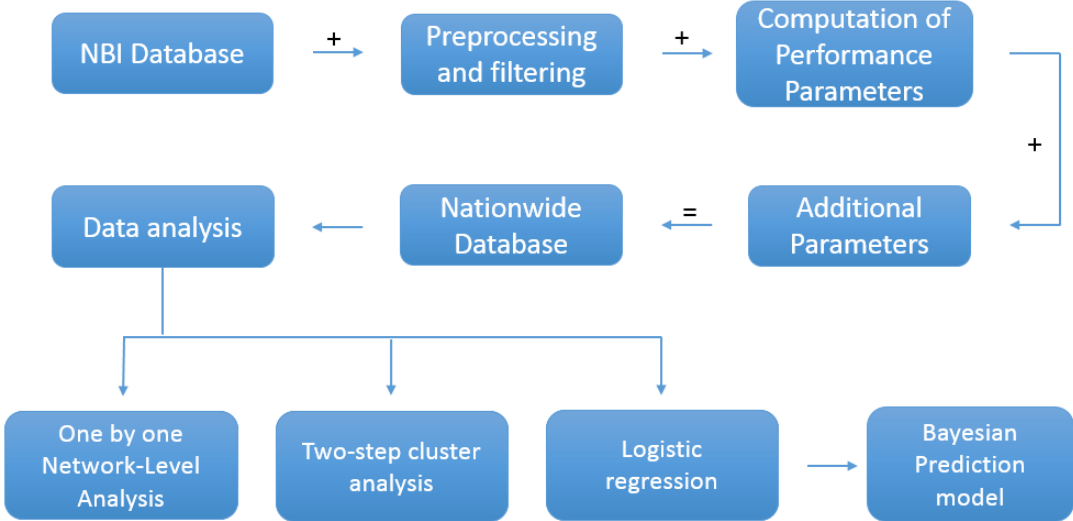 NBI Database
+
Preprocessing
and filtering
+
Computation of
Performance
Parameters
+
Additional
Parameters
=
Nationwide
Database
Data analysis
One by one
Network-Level
Analysis
Two-step cluster
analysis
Logistic
regression
Bayesian
Prediction
model